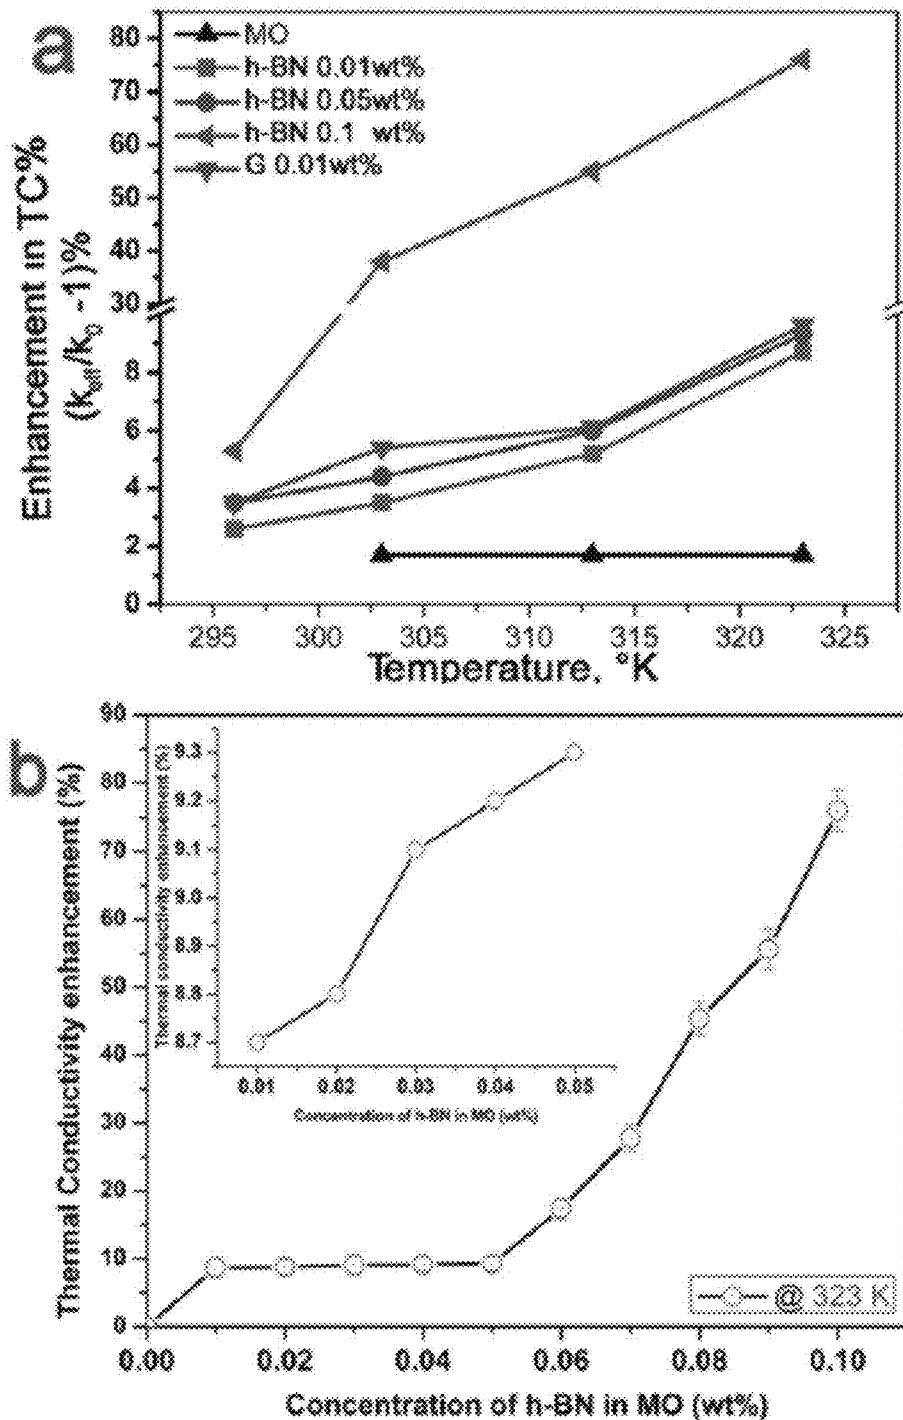 a
MO
h-BN 0.01wt%
h-BN 0.05wt%
h-BN 0.1 wt%
G 0.01wt%
Enhancement in TC%
(k_eff/k_0 -1)%
80
70
60
50
40
30
8
6
4
2
0
295 300 305 310 315 320 325
Temperature, °K
b
Thermal Conductivity enhancement (%)
90
80
70
60
50
40
30
20
10
0
0.00 0.02 0.04 0.06 0.08 0.10
Concentration of h-BN in MO (wt%)
Thermal conductivity enhancement (%)
9.3
9.2
9.1
9.0
8.9
8.8
8.7
0.01 0.02 0.03 0.04 0.05
Concentration of h-BN in MO (wt%)
@ 323 K